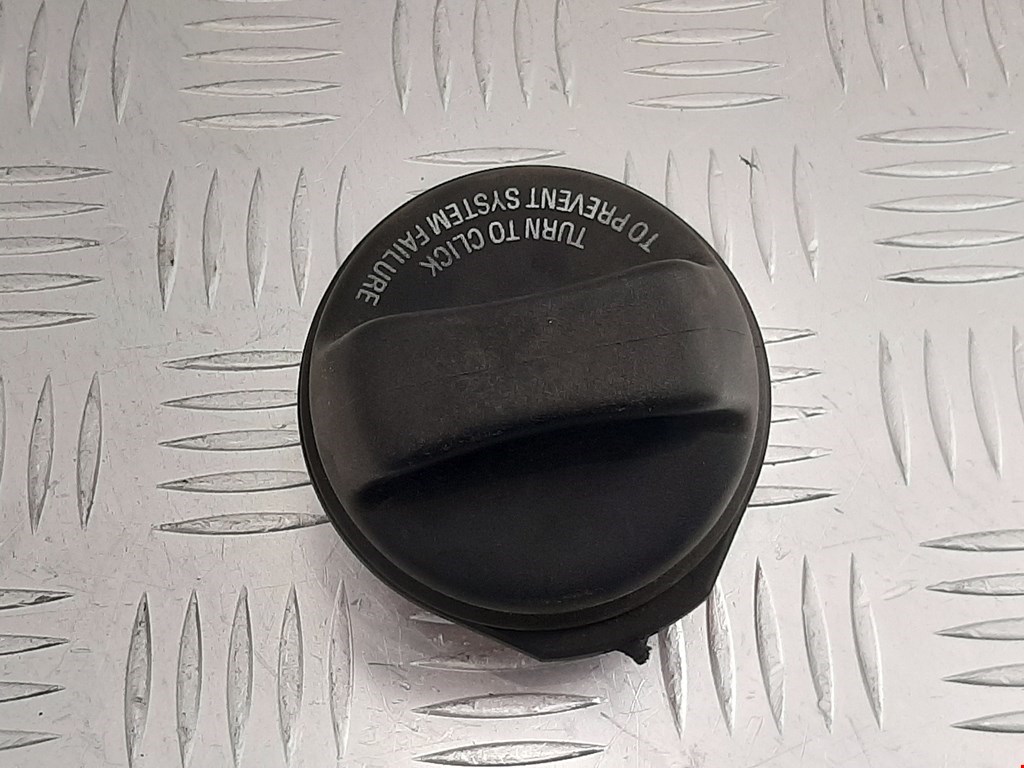 TURN TO CLICK
TO PREVENT SYSTEM FAILURE